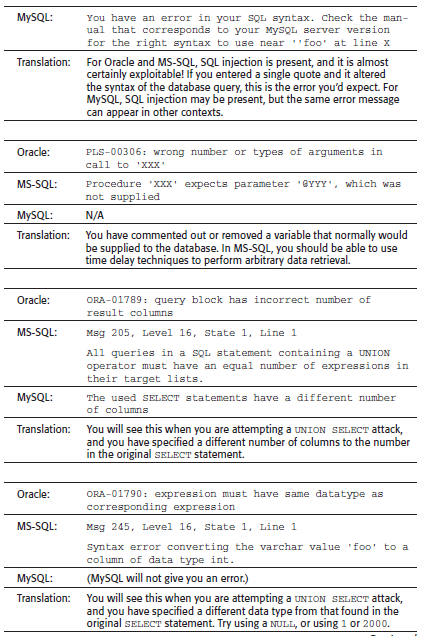 MySQL: You have an error in your SQL syntax. Check the man-
ual that corresponds to your MySQL server version
for the right syntax to use near ''foo' at line X
Translation: For Oracle and MS-SQL, SQL injection is present, and it is almost
certainly exploitable! If you entered a single quote and it altered
the syntax of the database query, this is the error you'd expect. For
MySQL, SQL injection may be present, but the same error message
can appear in other contexts.
Oracle: PLS-00306: wrong number or types of arguments in
call to 'XXX'
MS-SQL: Procedure 'XXX' expects parameter '@YYY', which was
not supplied
MySQL: N/A
Translation: You have commented out or removed a variable that normally would
be supplied to the database. In MS-SQL, you should be able to use
time delay techniques to perform arbitrary data retrieval.
Oracle: ORA-01789: query block has incorrect number of
result columns
MS-SQL: Msg 205, Level 16, State 1, Line 1
All queries in a SQL statement containing a UNION
operator must have an equal number of expressions in
their target lists.
MySQL: The used SELECT statements have a different number
of columns
Translation: You will see this when you are attempting a UNION SELECT attack,
and you have specified a different number of columns to the number
in the original SELECT statement.
Oracle: ORA-01790: expression must have same datatype as
corresponding expression
MS-SQL: Msg 245, Level 16, State 1, Line 1
Syntax error converting the varchar value 'foo' to a
column of data type int.
MySQL: (MySQL will not give you an error.)
Translation: You will see this when you are attempting a UNION SELECT attack,
and you have specified a different data type from that found in the
original SELECT statement. Try using a NULL, or using 1 or 2000.